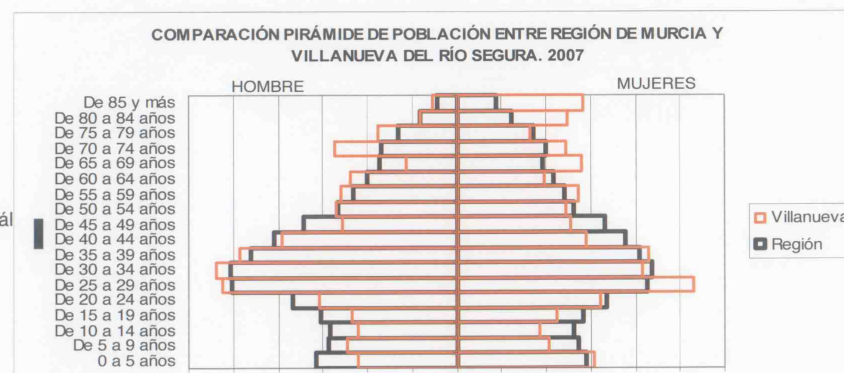 COMPARACIÓN PIRÁMIDE DE POBLACIÓN ENTRE REGIÓN DE MURCIA Y
VILLANUEVA DEL RÍO SEGURA. 2007
HOMBRE
MUJERES
De 85 y más
De 80 a 84 años
De 75 a 79 años
De 70 a 74 años
De 65 a 69 años
De 60 a 64 años
De 55 a 59 años
De 50 a 54 años
De 45 a 49 años
De 40 a 44 años
De 35 a 39 años
De 30 a 34 años
De 25 a 29 años
De 20 a 24 años
De 15 a 19 años
De 10 a 14 años
De 5 a 9 años
0 a 5 años
Villanueva
Región